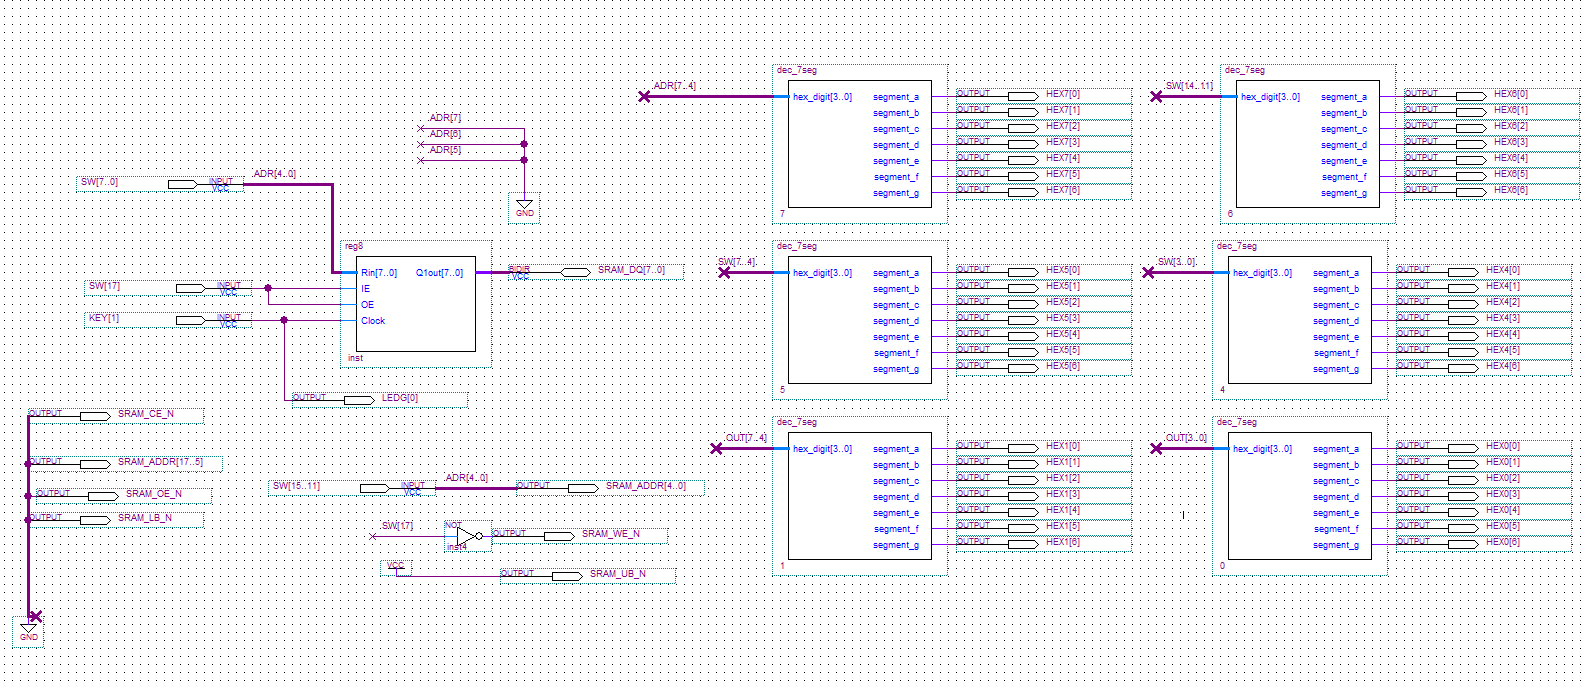 SW[7..0] INPUT VCC ADR[4..0]
ADR[7]
ADR[6]
ADR[5]
GND
reg8
Rin[7..0] Q1out[7..0]
IE
OE
Clock
inst
SW[17] INPUT VCC
KEY[1] INPUT VCC
BIDIR VCC SRAM_DQ[7..0]
OUTPUT LEDG[0]
OUTPUT SRAM_CE_N
OUTPUT SRAM_ADDR[17..5]
OUTPUT SRAM_OE_N
OUTPUT SRAM_LB_N
GND
SW[15..11] INPUT VCC ADR[4..0] OUTPUT SRAM_ADDR[4..0]
SW[17] NOT inst4 OUTPUT SRAM_WE_N
VCC OUTPUT SRAM_UB_N
dec_7seg
ADR[7..4] hex_digit[3..0]
segment_a OUTPUT HEX7[0]
segment_b OUTPUT HEX7[1]
segment_c OUTPUT HEX7[2]
segment_d OUTPUT HEX7[3]
segment_e OUTPUT HEX7[4]
segment_f OUTPUT HEX7[5]
segment_g OUTPUT HEX7[6]
7
dec_7seg
SW[14..11] hex_digit[3..0]
segment_a OUTPUT HEX6[0]
segment_b OUTPUT HEX6[1]
segment_c OUTPUT HEX6[2]
segment_d OUTPUT HEX6[3]
segment_e OUTPUT HEX6[4]
segment_f OUTPUT HEX6[5]
segment_g OUTPUT HEX6[6]
6
dec_7seg
SW[7..4] hex_digit[3..0]
segment_a OUTPUT HEX5[0]
segment_b OUTPUT HEX5[1]
segment_c OUTPUT HEX5[2]
segment_d OUTPUT HEX5[3]
segment_e OUTPUT HEX5[4]
segment_f OUTPUT HEX5[5]
segment_g OUTPUT HEX5[6]
5
dec_7seg
SW[3..0] hex_digit[3..0]
segment_a OUTPUT HEX4[0]
segment_b OUTPUT HEX4[1]
segment_c OUTPUT HEX4[2]
segment_d OUTPUT HEX4[3]
segment_e OUTPUT HEX4[4]
segment_f OUTPUT HEX4[5]
segment_g OUTPUT HEX4[6]
4
dec_7seg
OUT[7..4] hex_digit[3..0]
segment_a OUTPUT HEX1[0]
segment_b OUTPUT HEX1[1]
segment_c OUTPUT HEX1[2]
segment_d OUTPUT HEX1[3]
segment_e OUTPUT HEX1[4]
segment_f OUTPUT HEX1[5]
segment_g OUTPUT HEX1[6]
1
dec_7seg
OUT[3..0] hex_digit[3..0]
segment_a OUTPUT HEX0[0]
segment_b OUTPUT HEX0[1]
segment_c OUTPUT HEX0[2]
segment_d OUTPUT HEX0[3]
segment_e OUTPUT HEX0[4]
segment_f OUTPUT HEX0[5]
segment_g OUTPUT HEX0[6]
0